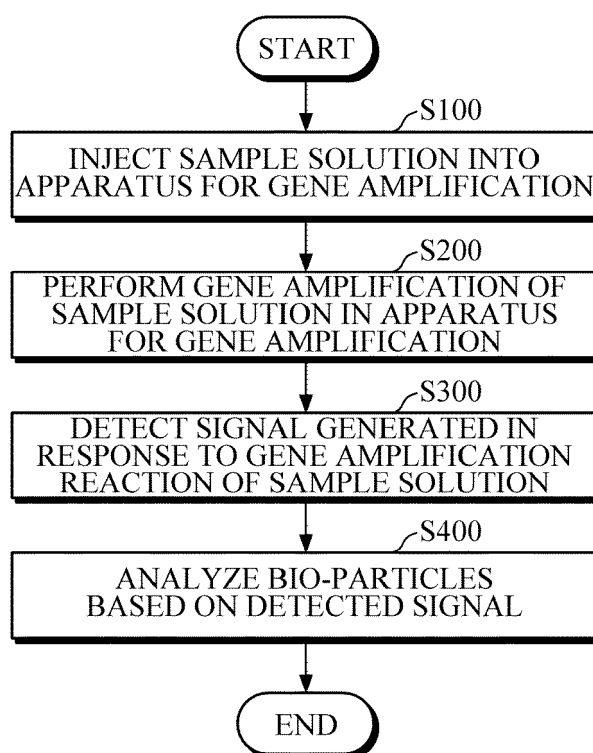 START
S100
INJECT SAMPLE SOLUTION INTO
APPARATUS FOR GENE AMPLIFICATION
S200
PERFORM GENE AMPLIFICATION OF
SAMPLE SOLUTION IN APPARATUS
FOR GENE AMPLIFICATION
S300
DETECT SIGNAL GENERATED IN
RESPONSE TO GENE AMPLIFICATION
REACTION OF SAMPLE SOLUTION
S400
ANALYZE BIO-PARTICLES
BASED ON DETECTED SIGNAL
END